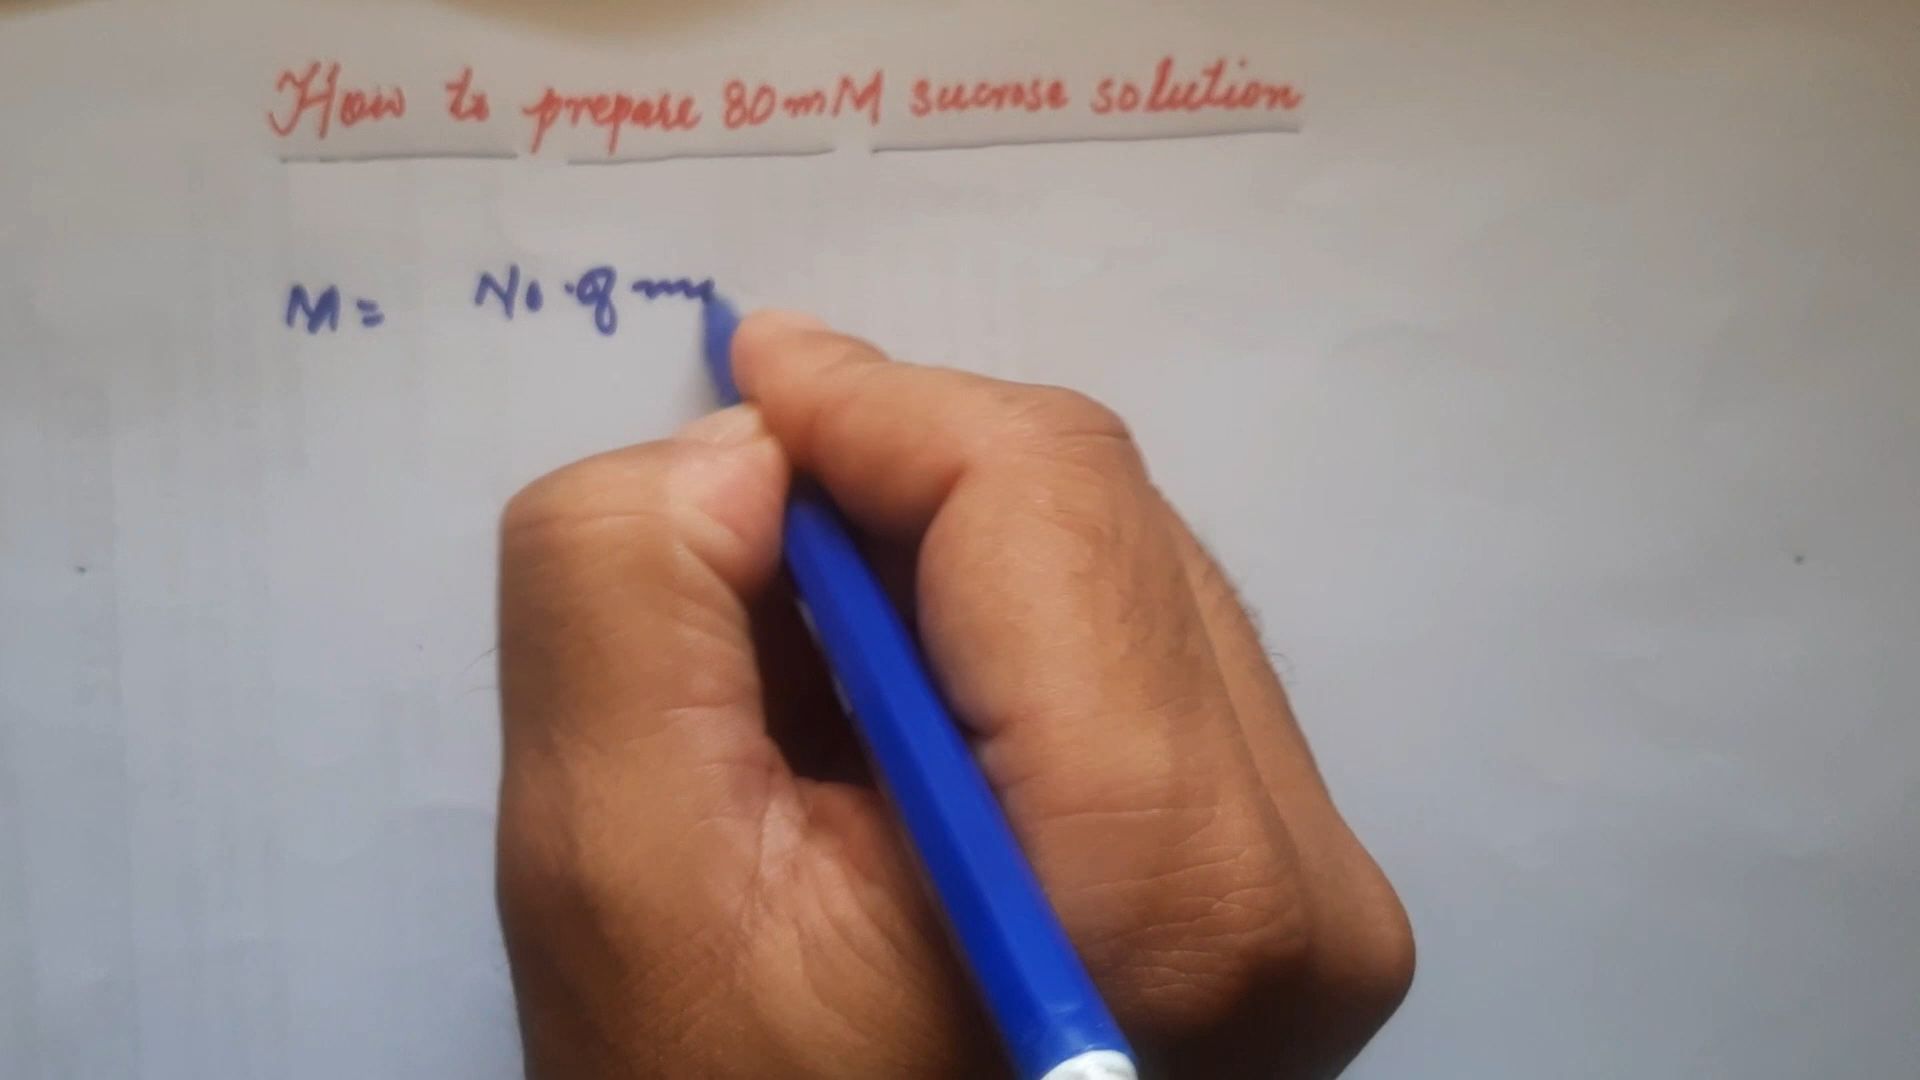 How to prepare 80mM sucrose solution
M = No. of